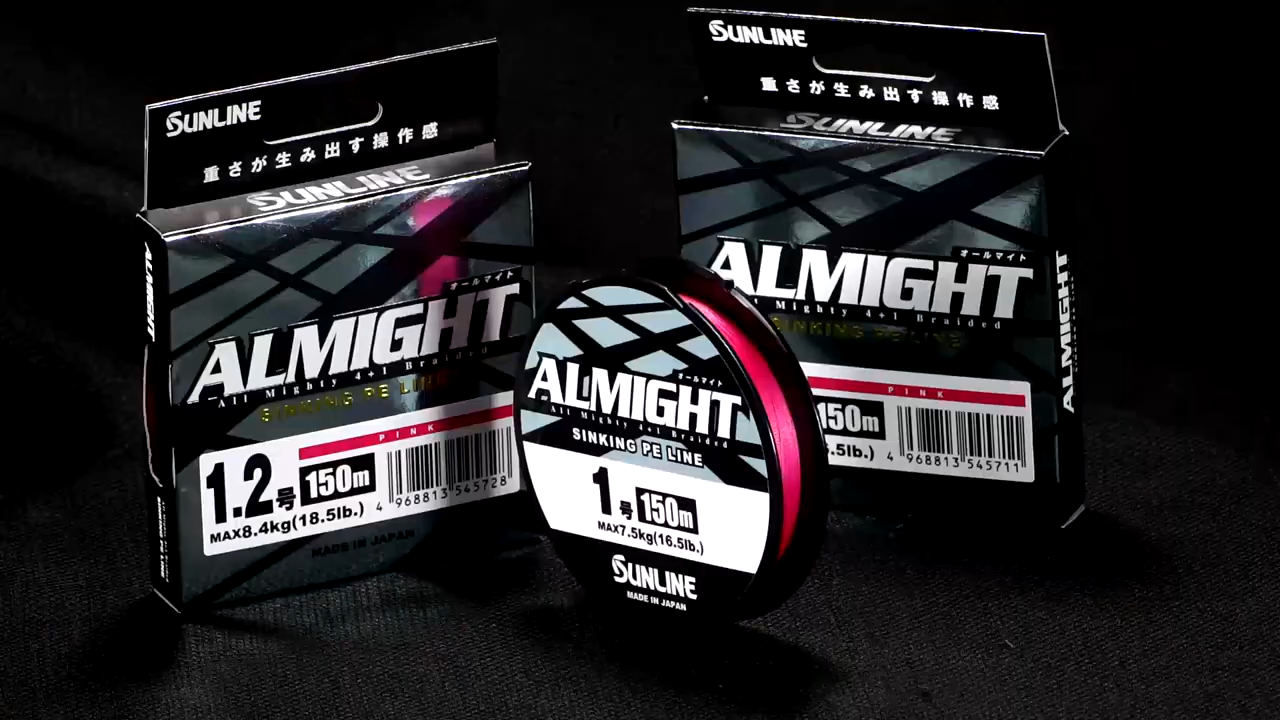 SUNLINE
重さが生み出す操作感
SUNLINE
ALMIGHT
オールマイト
ALMIGHT
All Mighty 4+1 Braided
SINKING PE LINE
PINK
1.2号 150m
MAX8.4kg(18.5lb.)
4 968813 545728
MADE IN JAPAN
オールマイト
ALMIGHT
All Mighty 4+1 Braided
SINKING PE LINE
1号 150m
MAX7.5kg(16.5lb.)
SUNLINE
MADE IN JAPAN
SUNLINE
重さが生み出す操作感
SUNLINE
オールマイト
ALMIGHT
Mighty 4+1 Braided
SINKING PE LINE
PINK
150m
.5lb.)
4 968813 545711
ALMIGHT